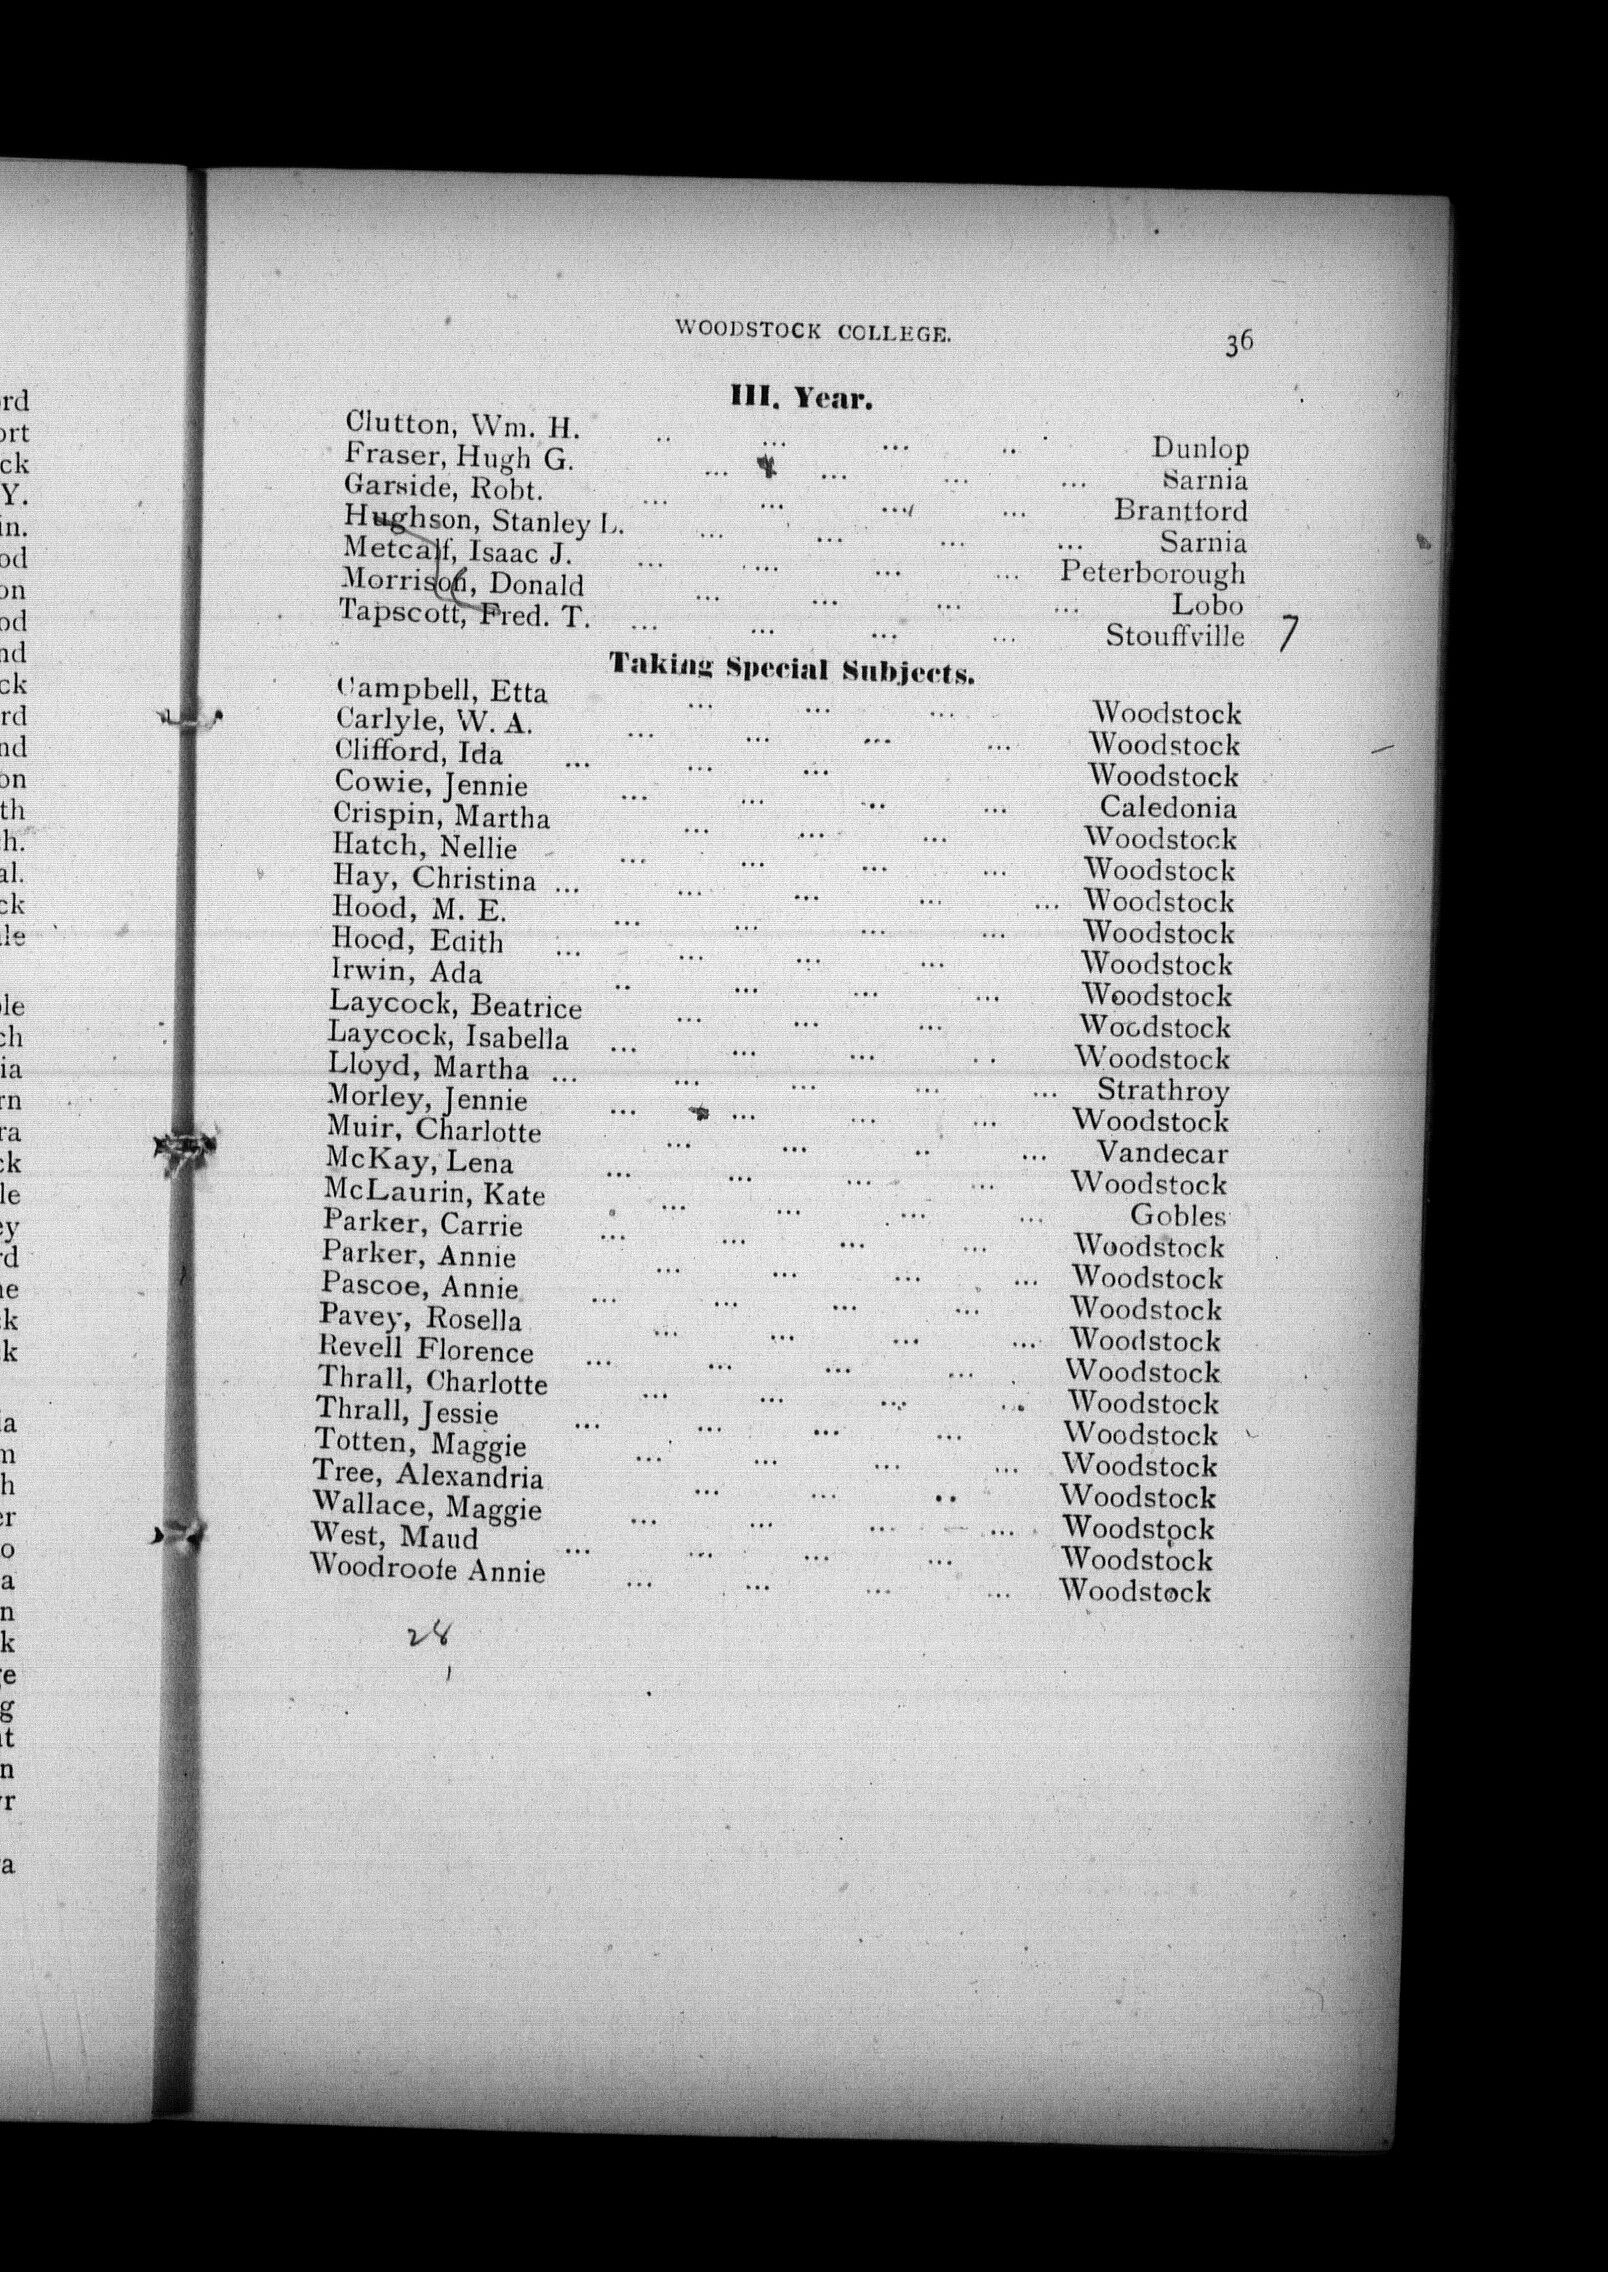 WOODSTOCK COLLEGE. 36
III. Year.
Clutton, Wm. H. .. ... ... .. Dunlop
Fraser, Hugh G. ... ... ... ... Sarnia
Garside, Robt. ... ... ... ... Brantford
Hughson, Stanley L. ... ... ... ... Sarnia
Metcalf, Isaac J. ... ... ... ... Peterborough
Morrison, Donald ... ... ... ... Lobo
Tapscott, Fred. T. ... ... ... ... Stouffville 7
Taking Special Subjects.
Campbell, Etta ... ... ... Woodstock
Carlyle, W. A. ... ... ... ... Woodstock
Clifford, Ida ... ... ... Woodstock
Cowie, Jennie ... ... ... ... Caledonia
Crispin, Martha ... ... ... Woodstock
Hatch, Nellie ... ... ... ... Woodstock
Hay, Christina ... ... ... ... ... Woodstock
Hood, M. E. ... ... ... ... Woodstock
Hood, Edith ... ... ... ... Woodstock
Irwin, Ada .. ... ... ... Woodstock
Laycock, Beatrice ... ... ... Woodstock
Laycock, Isabella ... ... ... .. Woodstock
Lloyd, Martha ... ... ... ... ... Strathroy
Morley, Jennie ... ... ... ... Woodstock
Muir, Charlotte ... ... .. ... Vandecar
McKay, Lena ... ... ... ... Woodstock
McLaurin, Kate ... ... ... ... Gobles
Parker, Carrie ... ... ... ... Woodstock
Parker, Annie ... ... ... ... Woodstock
Pascoe, Annie ... ... ... ... Woodstock
Pavey, Rosella ... ... ... ... Woodstock
Revell Florence ... ... ... ... Woodstock
Thrall, Charlotte ... ... ... ... Woodstock
Thrall, Jessie ... ... ... ... Woodstock
Totten, Maggie ... ... ... ... Woodstock
Tree, Alexandria ... ... .. Woodstock
Wallace, Maggie ... ... ... ... Woodstock
West, Maud ... ... ... ... Woodstock
Woodroofe Annie ... ... ... ... Woodstock
28